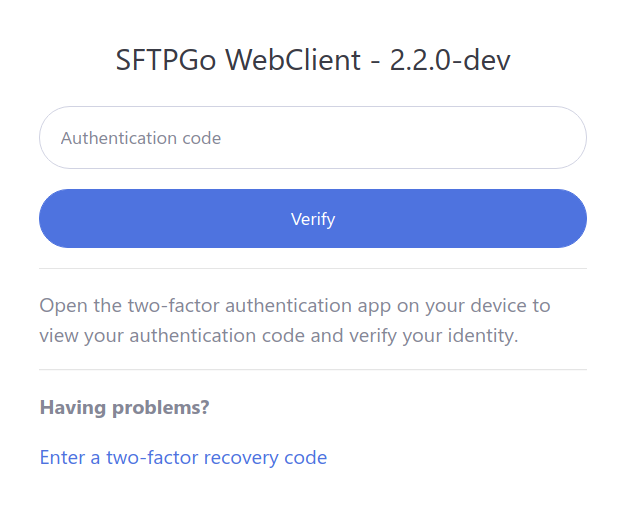 SFTPGo WebClient - 2.2.0-dev
Authentication code
Verify
Open the two-factor authentication app on your device to
view your authentication code and verify your identity.
Having problems?
Enter a two-factor recovery code